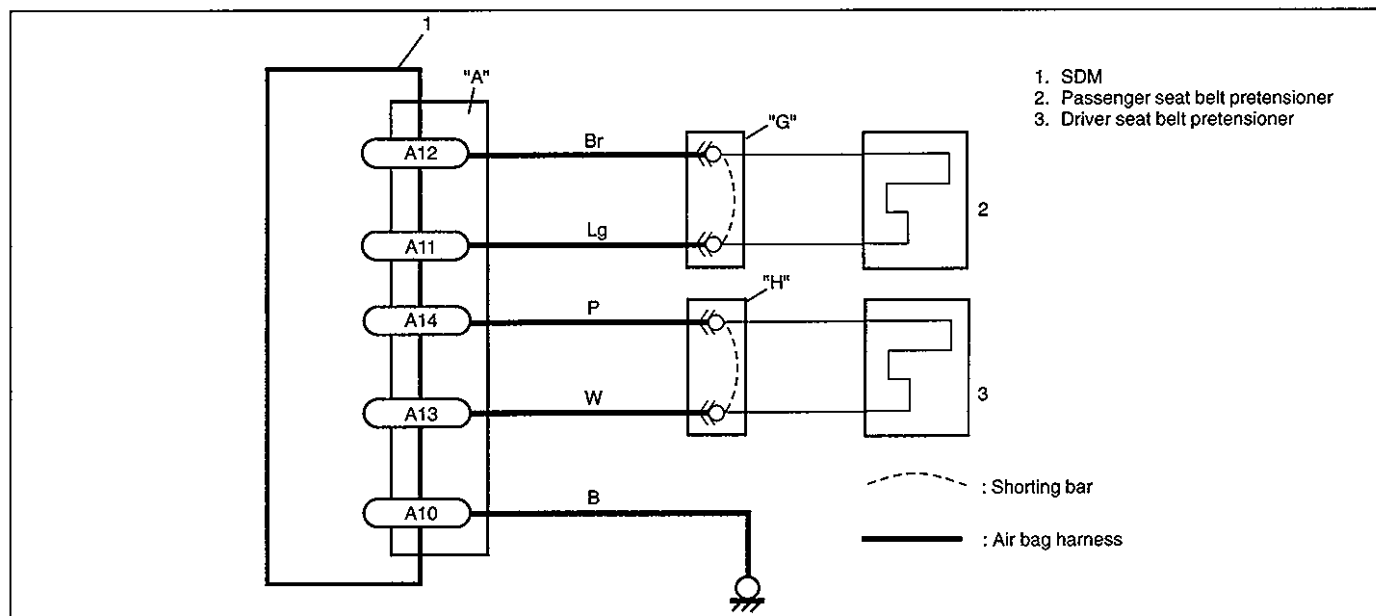 1
"A"
1. SDM
2. Passenger seat belt pretensioner
3. Driver seat belt pretensioner
"G"
A12
Br
2
A11
Lg
"H"
A14
P
3
A13
W
: Shorting bar
A10
B
: Air bag harness